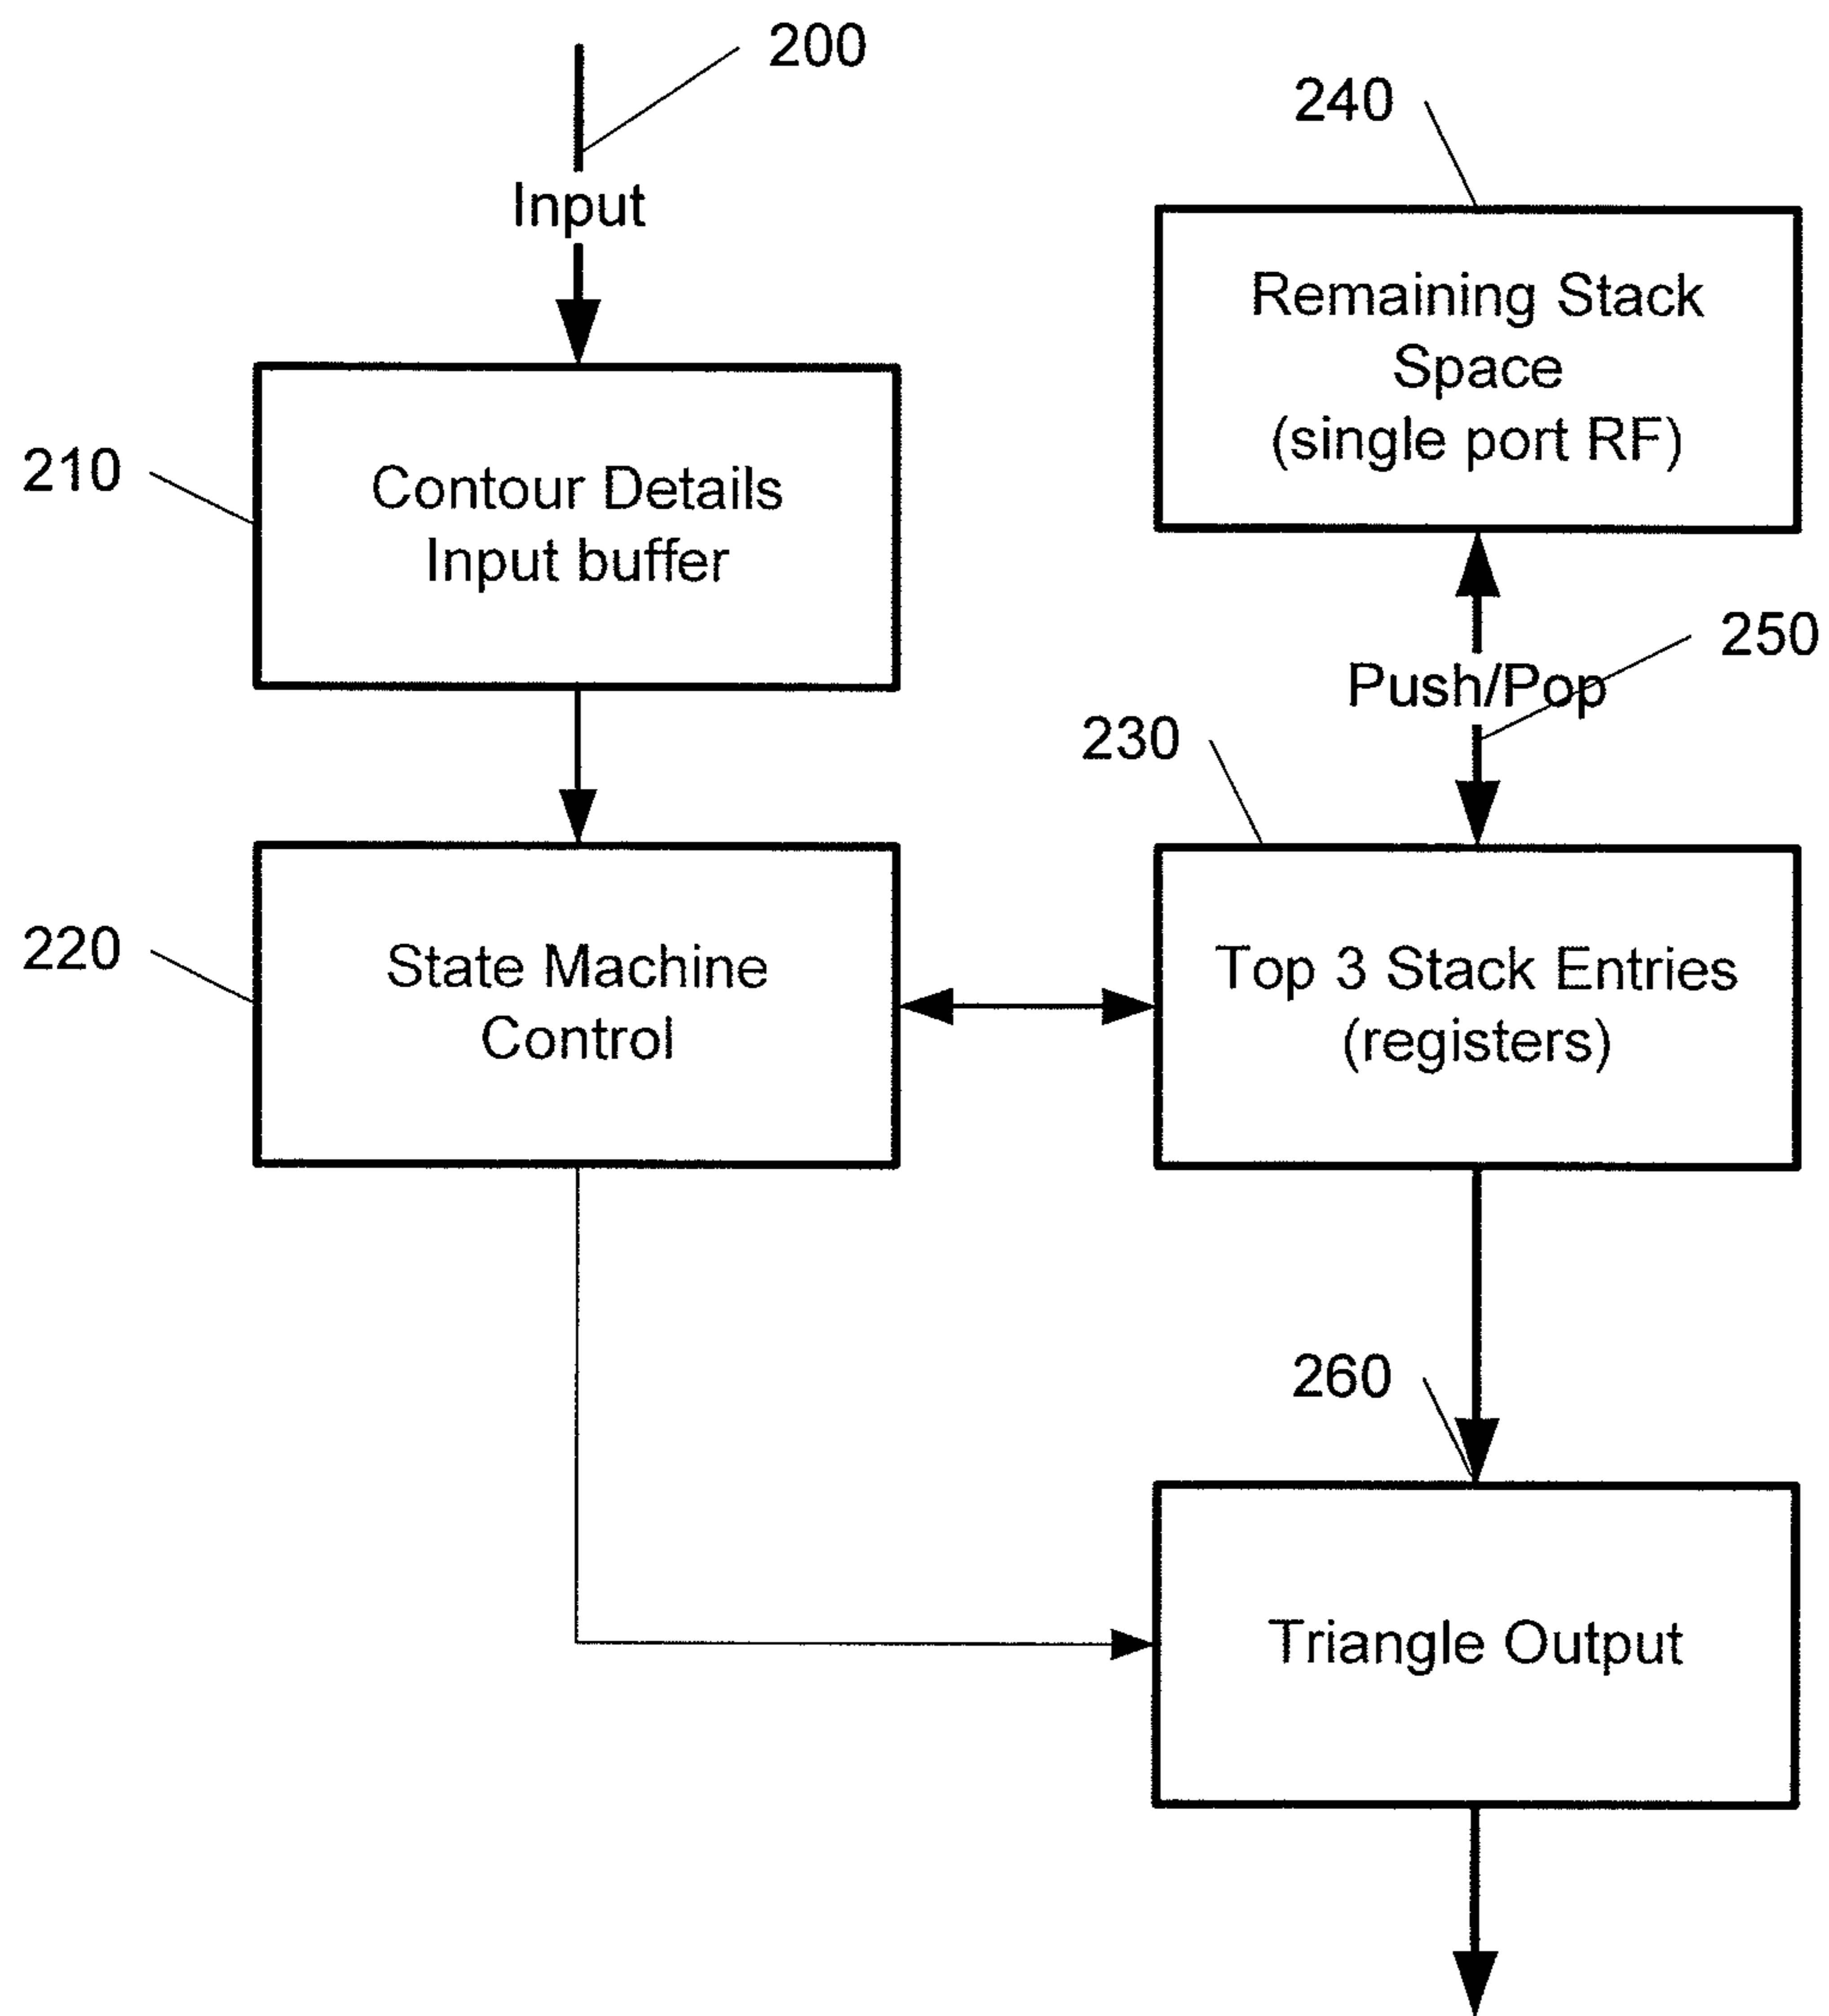 200
Input
240
Remaining Stack
Space
(single port RF)
210
Contour Details
Input buffer
250
Push/Pop
230
220
State Machine
Control
Top 3 Stack Entries
(registers)
260
Triangle Output